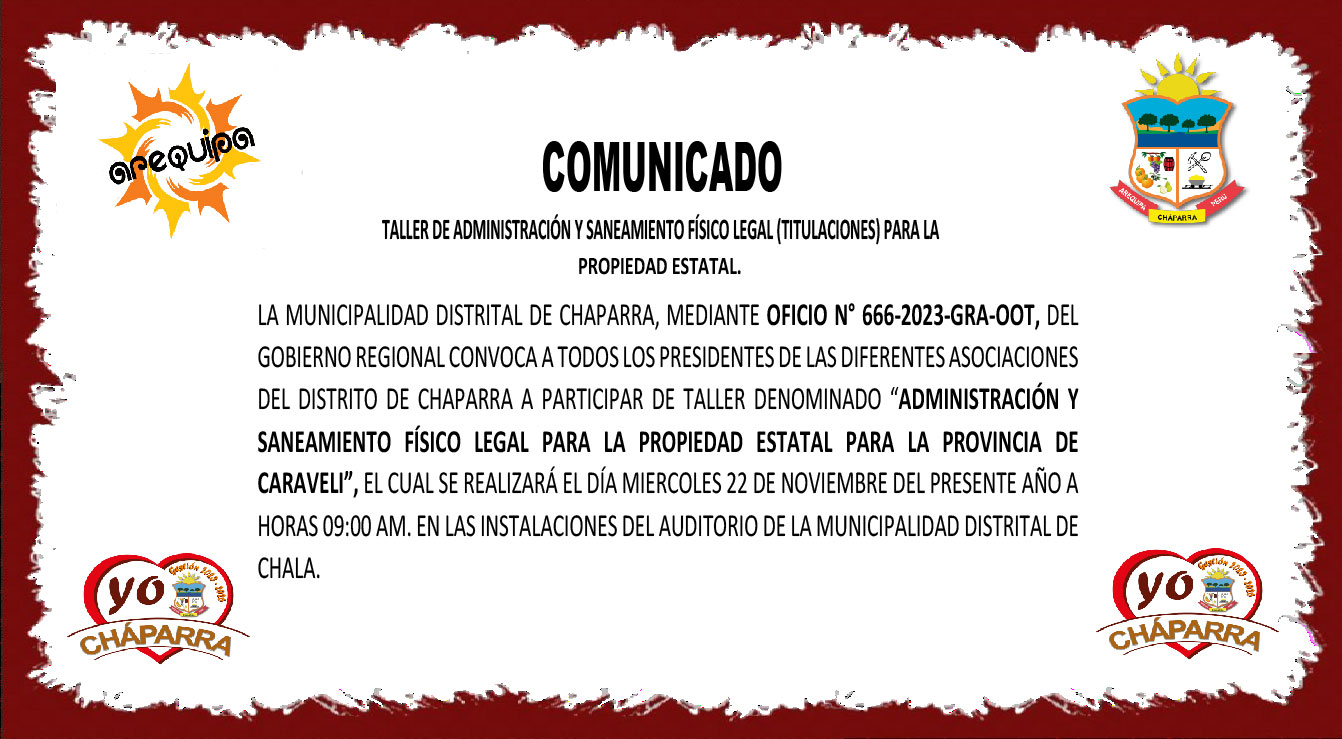 arequipa
AREQUIPA
PERÚ
CHÁPARRA
COMUNICADO
TALLER DE ADMINISTRACIÓN Y SANEAMIENTO FÍSICO LEGAL (TITULACIONES) PARA LA
PROPIEDAD ESTATAL.
LA MUNICIPALIDAD DISTRITAL DE CHAPARRA, MEDIANTE OFICIO N° 666-2023-GRA-OOT, DEL
GOBIERNO REGIONAL CONVOCA A TODOS LOS PRESIDENTES DE LAS DIFERENTES ASOCIACIONES
DEL DISTRITO DE CHAPARRA A PARTICIPAR DE TALLER DENOMINADO “ADMINISTRACIÓN Y
SANEAMIENTO FÍSICO LEGAL PARA LA PROPIEDAD ESTATAL PARA LA PROVINCIA DE
CARAVELI”, EL CUAL SE REALIZARÁ EL DÍA MIERCOLES 22 DE NOVIEMBRE DEL PRESENTE AÑO A
HORAS 09:00 AM. EN LAS INSTALACIONES DEL AUDITORIO DE LA MUNICIPALIDAD DISTRITAL DE
CHALA.
yo
Gestión 2023 - 2026
CHÁPARRA
yo
Gestión 2023 - 2026
CHÁPARRA